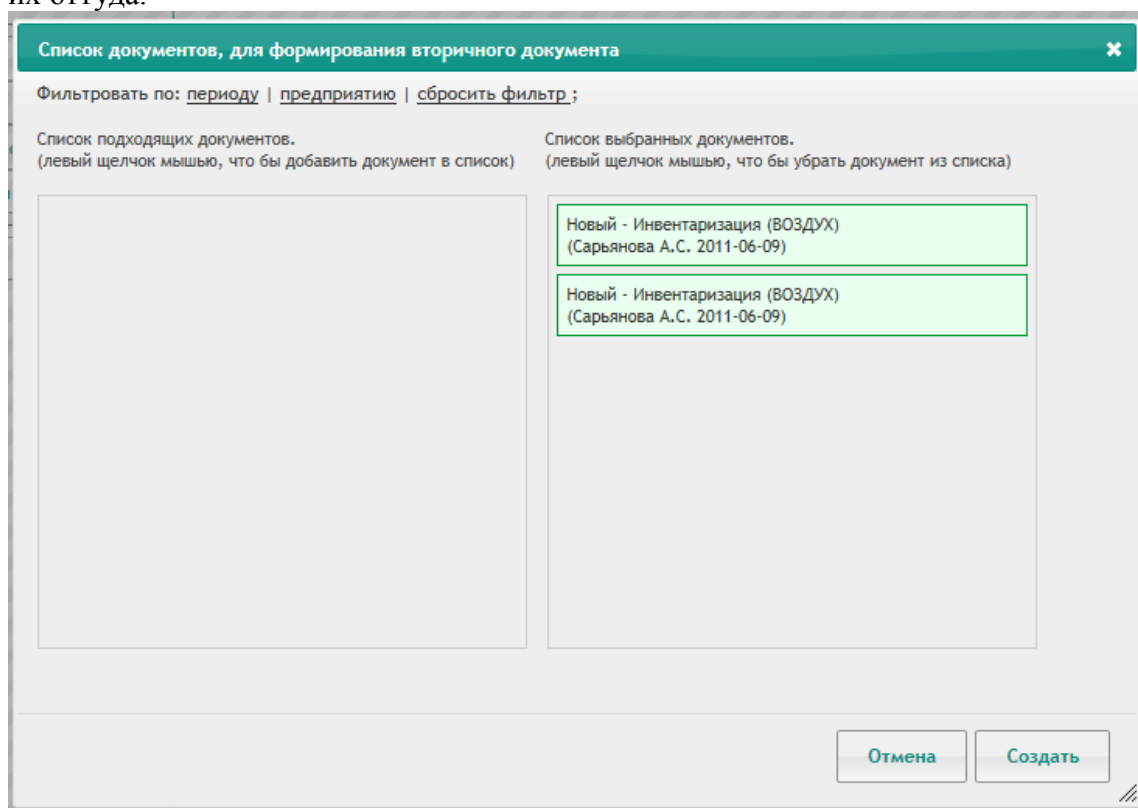 их оттуда.
Список документов, для формирования вторичного документа
Фильтровать по: периоду | предприятию | сбросить фильтр ;
Список подходящих документов.
(левый щелчок мышью, что бы добавить документ в список)
Список выбранных документов.
(левый щелчок мышью, что бы убрать документ из списка)
Новый - Инвентаризация (ВОЗДУХ)
(Сарьянова А.С. 2011-06-09)
Новый - Инвентаризация (ВОЗДУХ)
(Сарьянова А.С. 2011-06-09)
Отмена
Создать